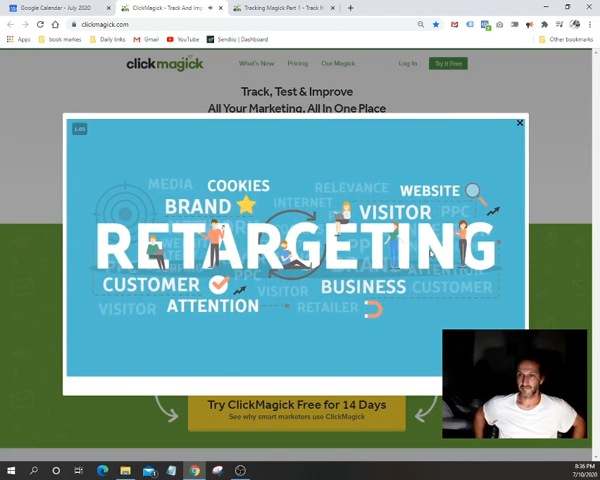 Google Calendar - July 2020
ClickMagick - Track And Imp
Tracking Magick Part 1 - Track It
clickmagick.com
Apps
book markes
Daily links
Gmail
YouTube
Sendiio | Dashboard
Other bookmarks
clickmagick
What's New
Pricing
Our Magick
Log In
Try It Free
Track, Test & Improve
All Your Marketing, All In One Place
1.00
MEDIA
COOKIES
RELEVANCE
WEBSITE
BRAND
INTERNET
VISITOR
PPC
RETARGETING
PPC
ATTENTION
CUSTOMER
VISITOR
BUSINESS
CUSTOMER
VISITOR
ATTENTION
RETAILER
Try ClickMagick Free for 14 Days
See why smart marketers use ClickMagick
8:36 PM
7/10/2020